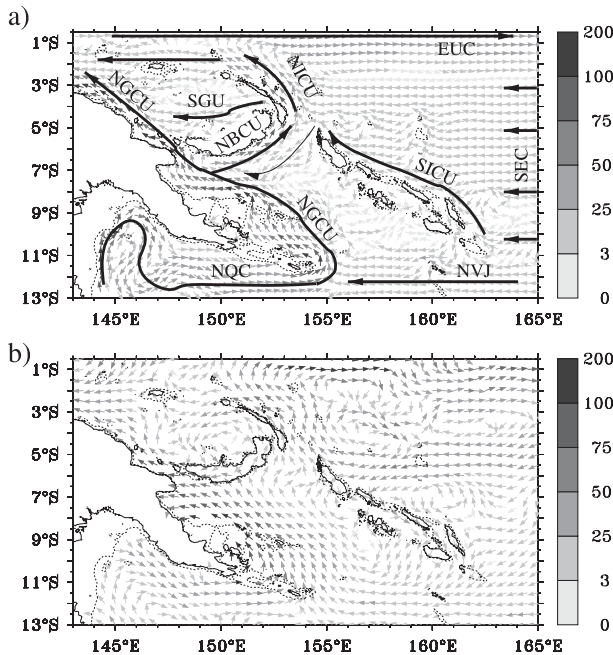 a)
1°S
3°S
5°S
7°S
9°S
11°S
13°S
EUC
NGCU
NICU
SGU
NBCU
SICU
SEC
NGCU
NQC
NVJ
145°E
150°E
155°E
160°E
165°E
200
100
75
50
25
3
0
b)
1°S
3°S
5°S
7°S
9°S
11°S
13°S
145°E
150°E
155°E
160°E
165°E
200
100
75
50
25
3
0